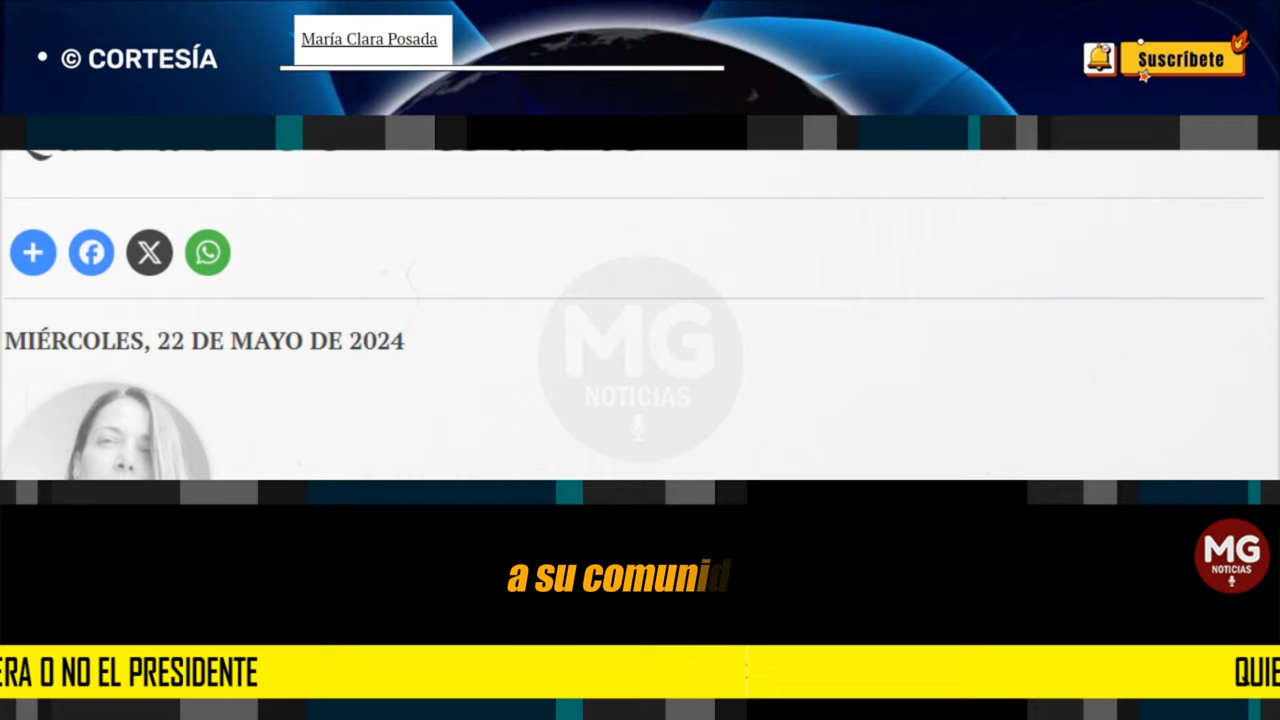 María Clara Posada
© CORTESÍA
Suscríbete
MIÉRCOLES, 22 DE MAYO DE 2024
MG
NOTICIAS
a su comunid
MG
NOTICIAS
ERA O NO EL PRESIDENTE
QUIE